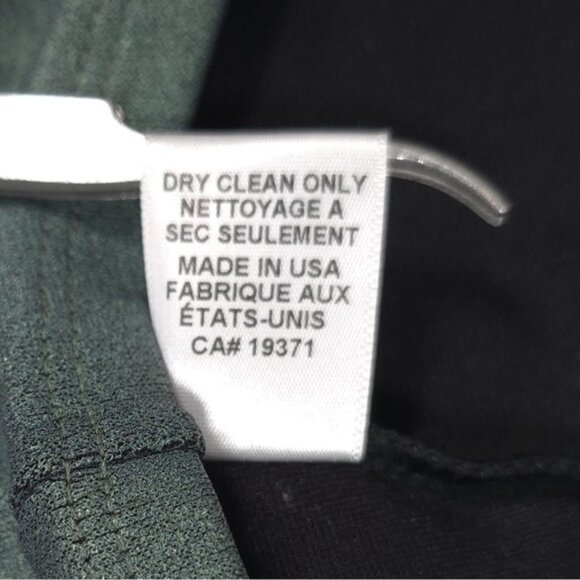 DRY CLEAN ONLY
NETTOYAGE A
SEC SEULEMENT
MADE IN USA
FABRIQUE AUX
ÉTATS-UNIS
CA# 19371